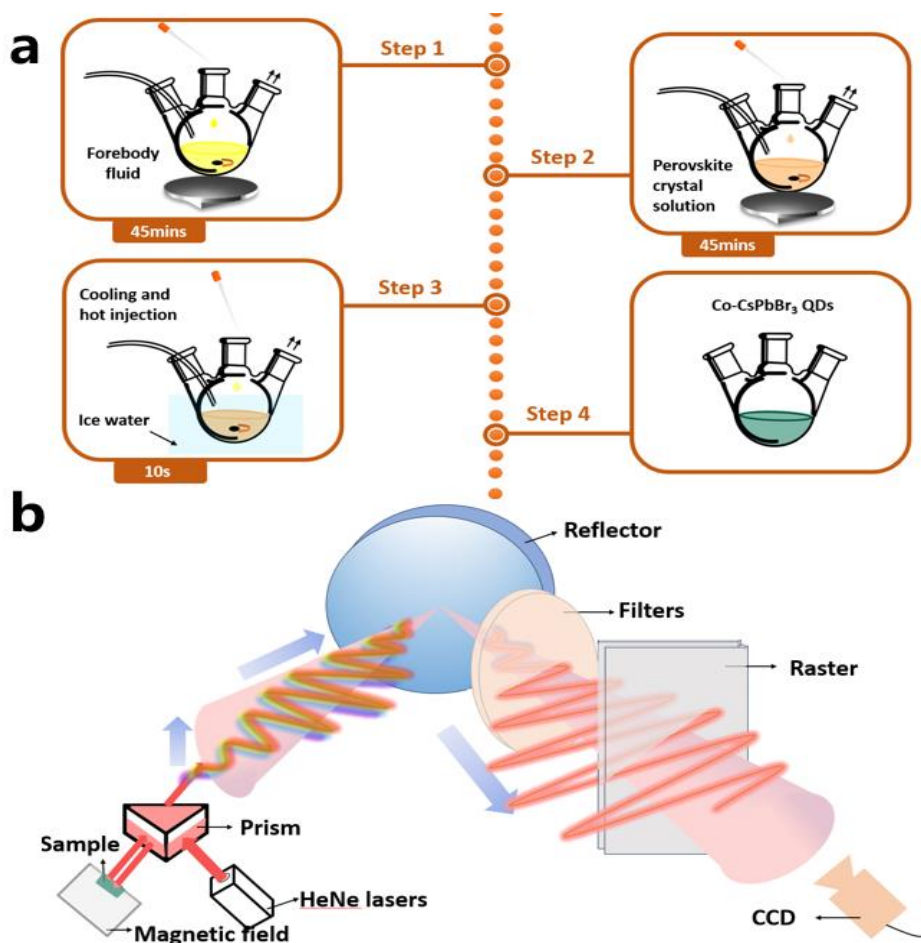 a
Step 1
Forebody
fluid
45mins
Step 2
Perovskite
crystal
solution
45mins
Step 3
Cooling and
hot injection
Ice water
10s
Step 4
Co-CsPbBr₃ QDs
b
Reflector
Filters
Raster
Prism
Sample
HeNe lasers
Magnetic field
CCD